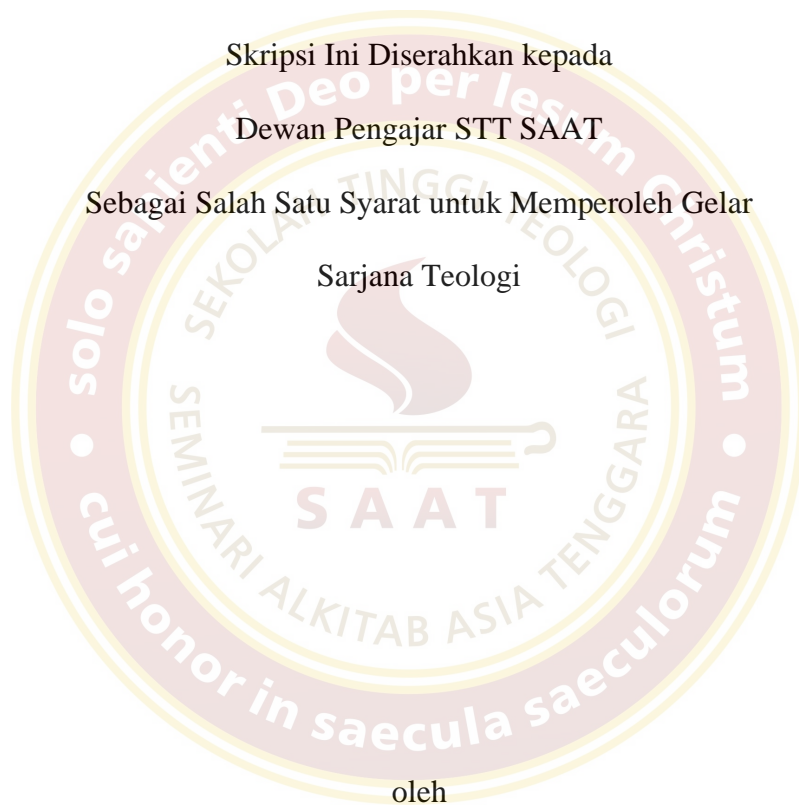 Skripsi Ini Diserahkan kepada
Dewan Pengajar STT SAAT
Sebagai Salah Satu Syarat untuk Memperoleh Gelar
Sarjana Teologi
solo sapienti Deo per Iesum Christum
cui honor in saecula saeculorum
SEKOLAH TINGGI TEOLOGI
SEMINARI ALKITAB ASIA TENGGARA
SAAT
oleh